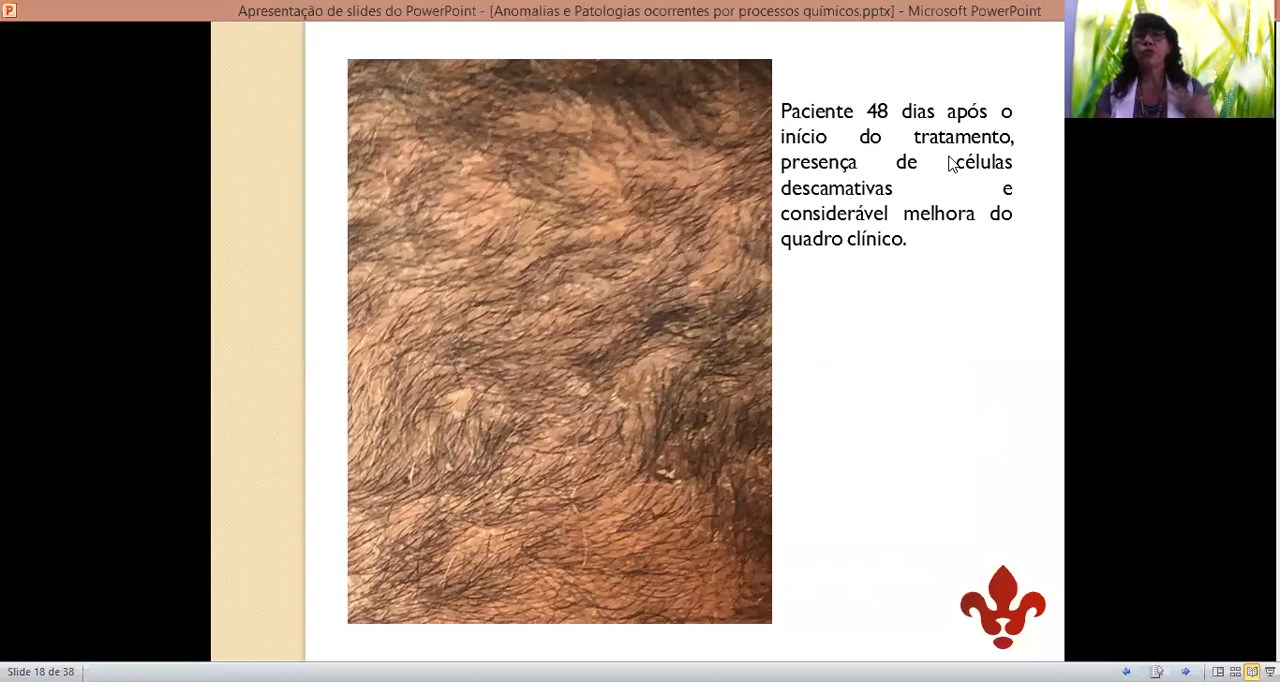 Apresentação de slides do PowerPoint - [Anomalias e Patologias ocorrentes por processos químicos.pptx] - Microsoft PowerPoint
Paciente 48 dias após o
início do tratamento,
presença de células
descamativas e
considerável melhora do
quadro clínico.
Slide 18 de 38